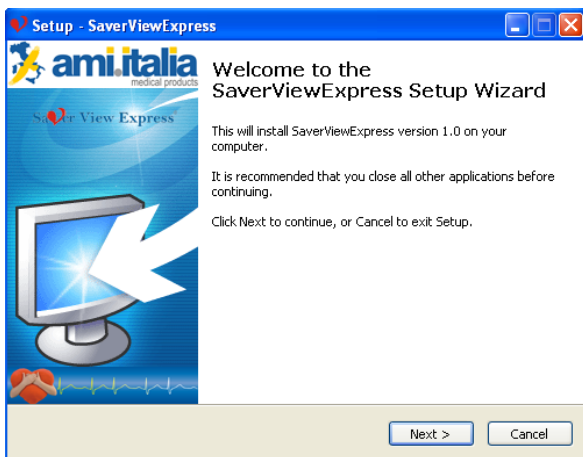 Setup - SaverViewExpress
ami.italia
medical products
Saver View Express
Welcome to the
SaverViewExpress Setup Wizard
This will install SaverViewExpress version 1.0 on your
computer.
It is recommended that you close all other applications before
continuing.
Click Next to continue, or Cancel to exit Setup.
Next >
Cancel